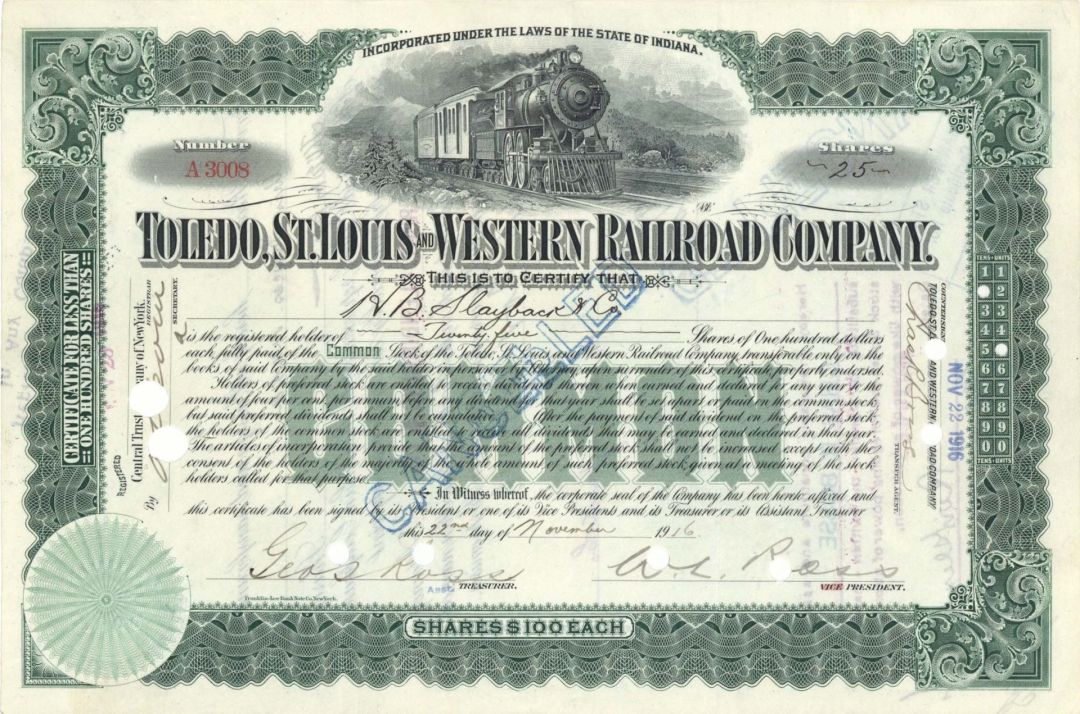 INCORPORATED UNDER THE LAWS OF THE STATE OF INDIANA.
Number
A 3008
Shares
25
TOLEDO, ST. LOUIS AND WESTERN RAILROAD COMPANY.
THIS IS TO CERTIFY THAT
H.B. Slayback & Co
is the registered holder of Twenty five Shares of One hundred dollars
each, fully paid, of the Common Stock of the Toledo, St. Louis and Western Railroad Company, transferable only on the
books of said Company by the said holder in person or by attorney after surrender of this certificate properly endorsed.
Holders of preferred stock are entitled to receive dividends thereon when earned and declared for any year to the
amount of four per cent. per annum before any dividends for that year shall be set apart or paid on the common stock,
but said preferred dividends shall not be cumulative. After the payment of said dividend on the preferred stock,
the holders of the common stock are entitled to receive all dividends that may be earned and declared in that year.
The articles of incorporation provide that the amount of the preferred stock shall not be increased except with the
consent of the holders of the majority of the whole amount of such preferred stock, given at a meeting of the stock
holders called for that purpose.
COMMON
CANCELLED
In Witness whereof, the corporate seal of the Company has been hereto affixed and
this certificate has been signed by its President or one of its Vice Presidents and its Treasurer or its Assistant Treasurer
this 22nd day of November 1916
Geo S Ross
Asst. TREASURER.
W.L. Ross
VICE PRESIDENT.
Franklin-Lee Bank Note Co. New York.
SHARES $100 EACH
CERTIFICATE FOR LESS THAN
ONE HUNDRED SHARES
REGISTERED
Central Trust Company of New York.
REGISTRAR
By
SECRETARY.
COUNTERSIGNED
TOLEDO, ST. LOUIS AND WESTERN RAILROAD COMPANY
TRANSFER AGENT.
NOV 22 1916
TENS-UNITS
1 1
2
3 3
4 4
5
6 6
7 7
8 8
9 9
0 0
TENS-UNITS